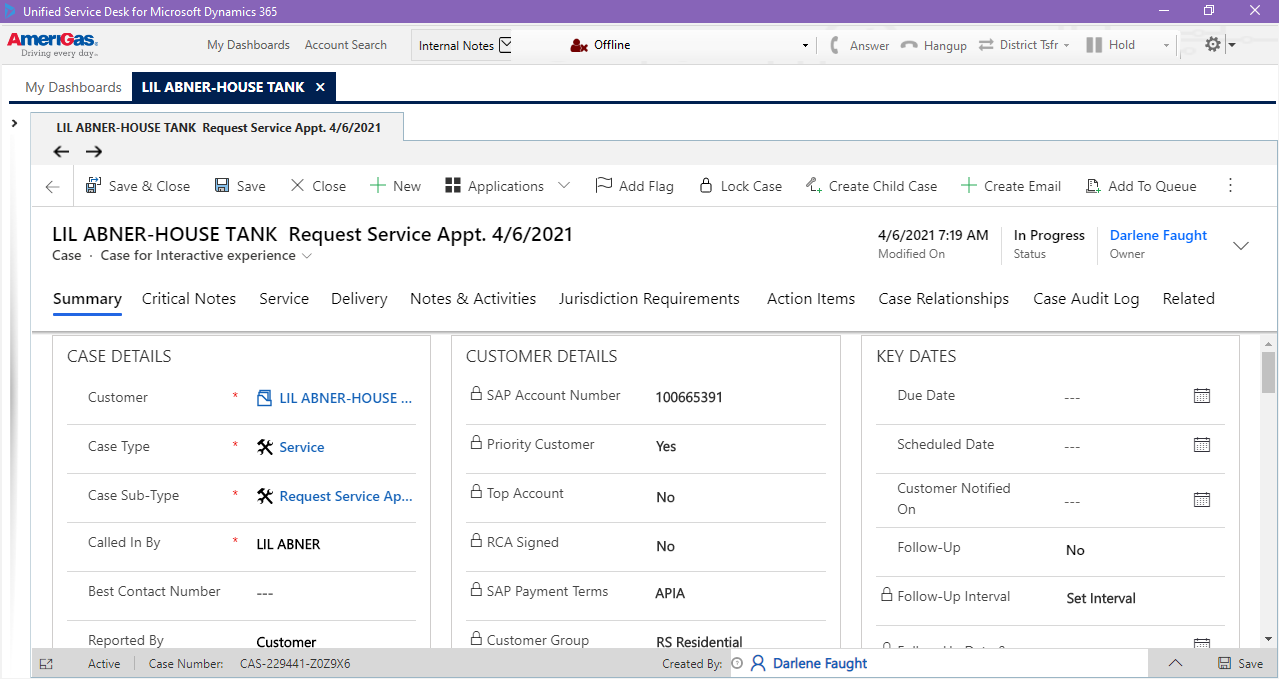 Unified Service Desk for Microsoft Dynamics 365
AmeriGas.
Driving every day..
My Dashboards Account Search Internal Notes Offline Answer Hangup District Tsfr Hold
My Dashboards LIL ABNER-HOUSE TANK
LIL ABNER-HOUSE TANK Request Service Appt. 4/6/2021
Save & Close Save Close New Applications Add Flag Lock Case Create Child Case Create Email Add To Queue
LIL ABNER-HOUSE TANK Request Service Appt. 4/6/2021
Case · Case for Interactive experience
4/6/2021 7:19 AM
Modified On
In Progress
Status
Darlene Faught
Owner
Summary Critical Notes Service Delivery Notes & Activities Jurisdiction Requirements Action Items Case Relationships Case Audit Log Related
CASE DETAILS
Customer * LIL ABNER-HOUSE ...
Case Type * Service
Case Sub-Type * Request Service Ap...
Called In By * LIL ABNER
Best Contact Number ---
Reported By Customer
CUSTOMER DETAILS
SAP Account Number 100665391
Priority Customer Yes
Top Account No
RCA Signed No
SAP Payment Terms APIA
Customer Group RS Residential
KEY DATES
Due Date ---
Scheduled Date ---
Customer Notified
On ---
Follow-Up No
Follow-Up Interval Set Interval
Active Case Number: CAS-229441-Z0Z9X6 Created By: Darlene Faught Save